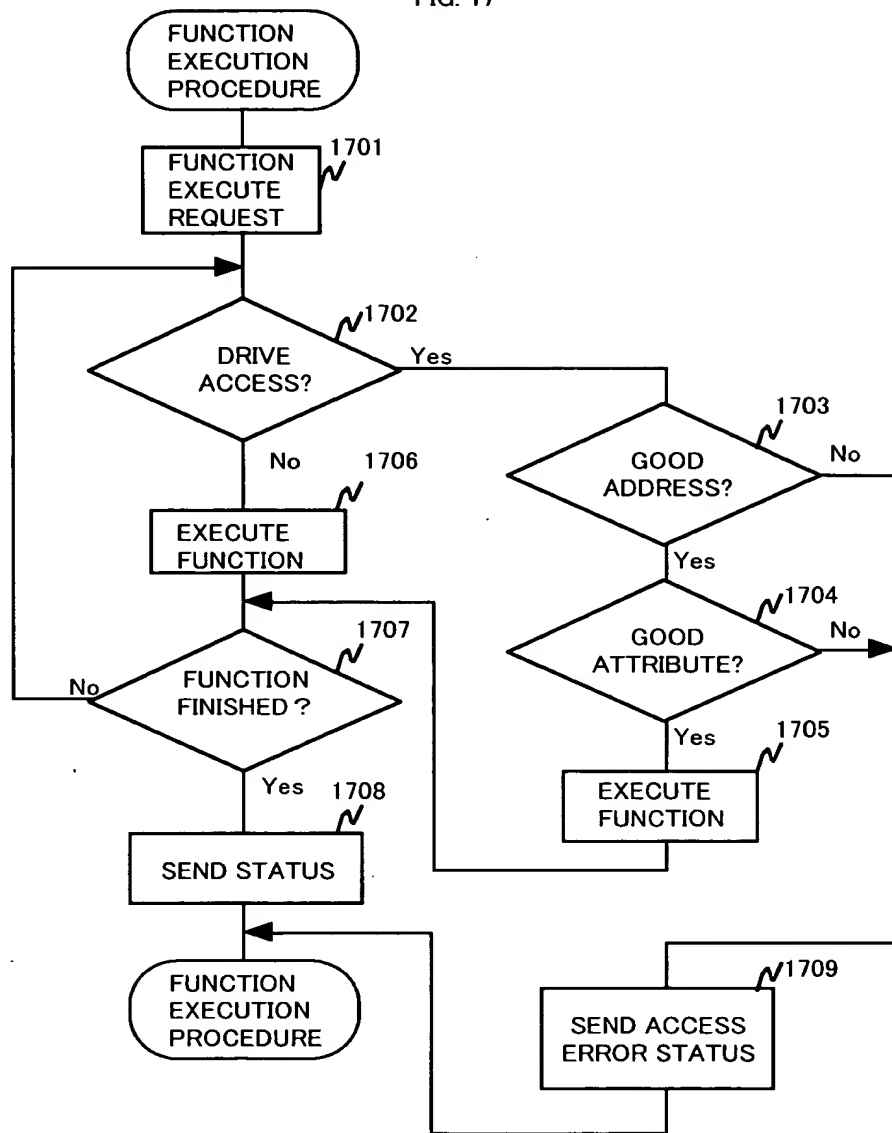 FIG. 17
FUNCTION
EXECUTION
PROCEDURE
1701
FUNCTION
EXECUTE
REQUEST
1702
DRIVE
ACCESS?
Yes
1703
GOOD
ADDRESS?
No
No
1706
EXECUTE
FUNCTION
Yes
1704
GOOD
ATTRIBUTE?
No
1707
FUNCTION
FINISHED?
No
Yes
1705
EXECUTE
FUNCTION
Yes
1708
SEND STATUS
FUNCTION
EXECUTION
PROCEDURE
1709
SEND ACCESS
ERROR STATUS